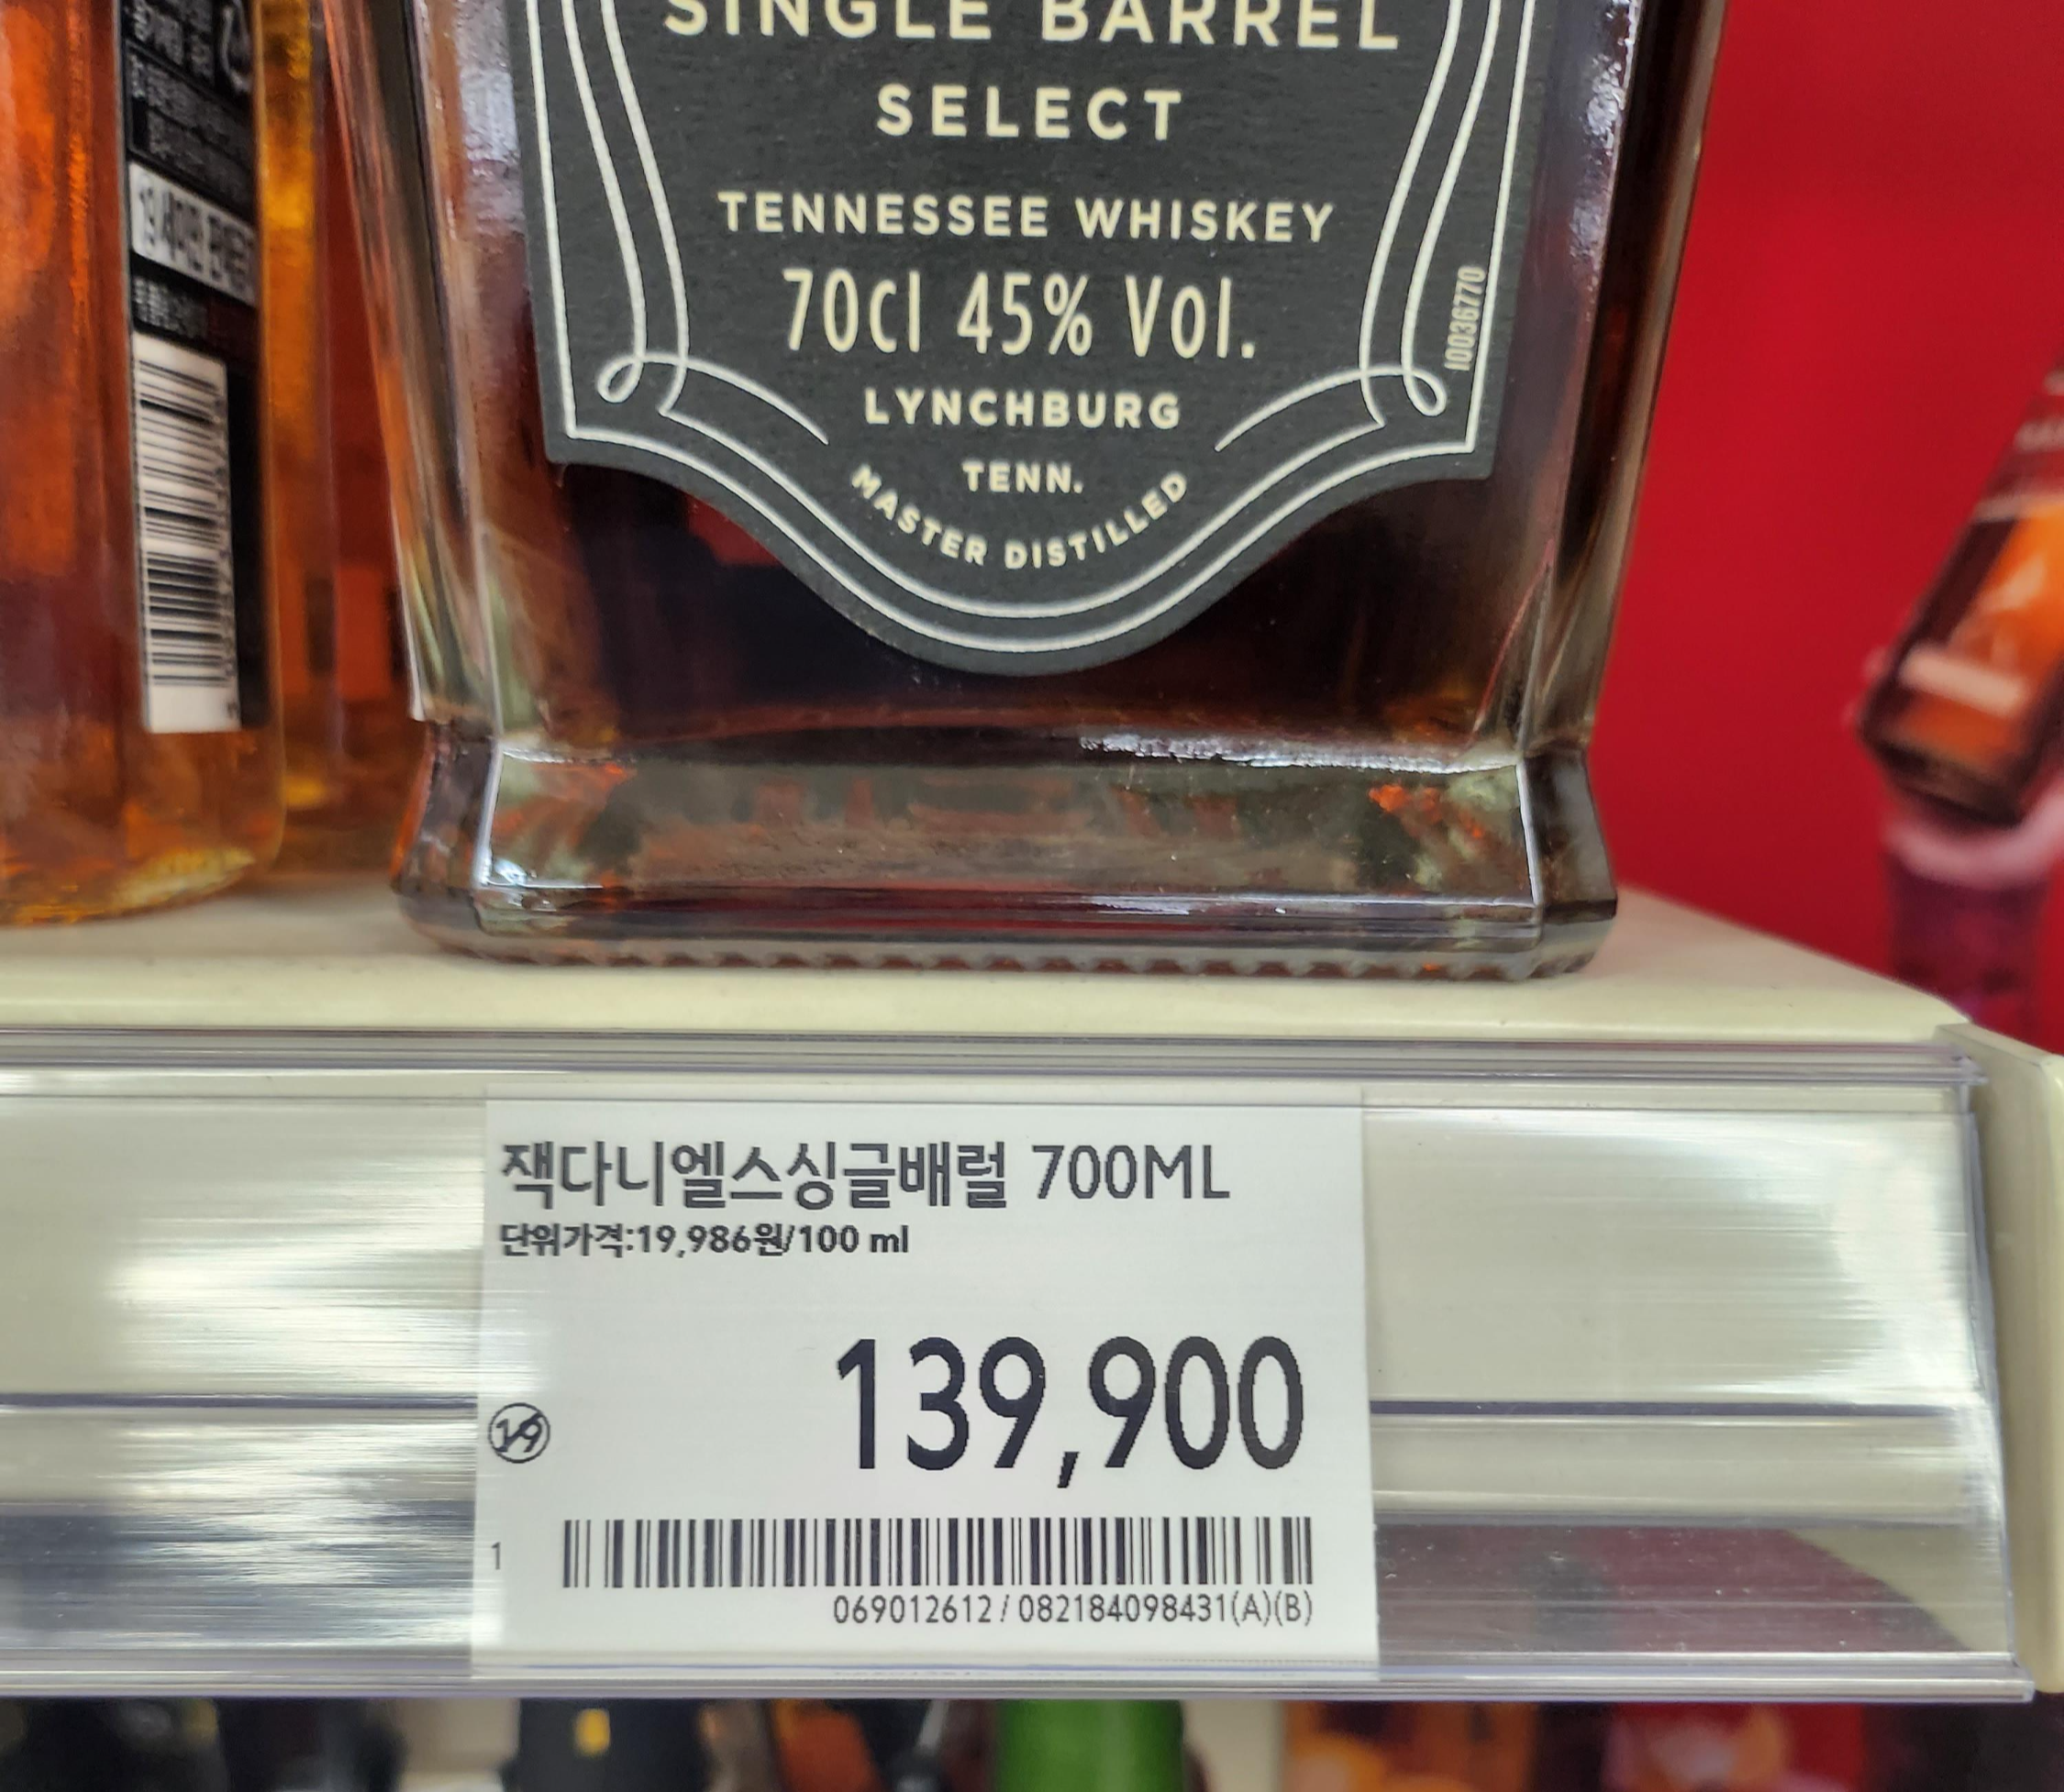 SINGLE BARREL
SELECT
TENNESSEE WHISKEY
70cl 45% Vol.
LYNCHBURG
TENN.
MASTER DISTILLED
10036770
잭다니엘스싱글배럴 700ML
단위가격:19,986원/100 ml
139,900
19
1
069012612 / 082184098431(A)(B)